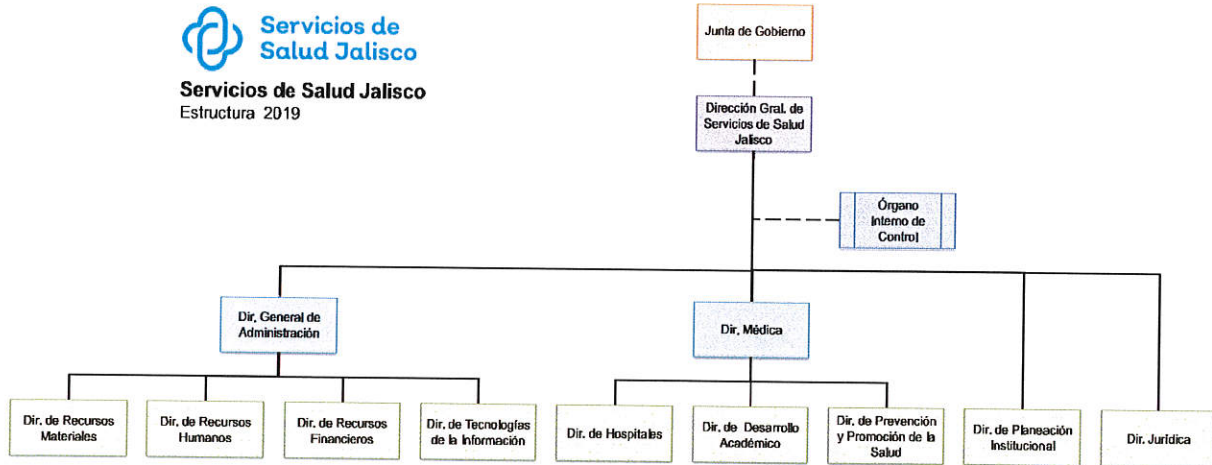 Servicios de
Salud Jalisco
Servicios de Salud Jalisco
Estructura 2019
Junta de Gobierno
Dirección Gral. de
Servicios de Salud
Jalisco
Órgano
Interno de
Control
Dir. General de
Administración
Dir. Médica
Dir. de Recursos
Materiales
Dir. de Recursos
Humanos
Dir. de Recursos
Financieros
Dir. de Tecnologías
de la Información
Dir. de Hospitales
Dir. de Desarrollo
Académico
Dir. de Prevención
y Promoción de la
Salud
Dir. de Planeación
Institucional
Dir. Jurídica